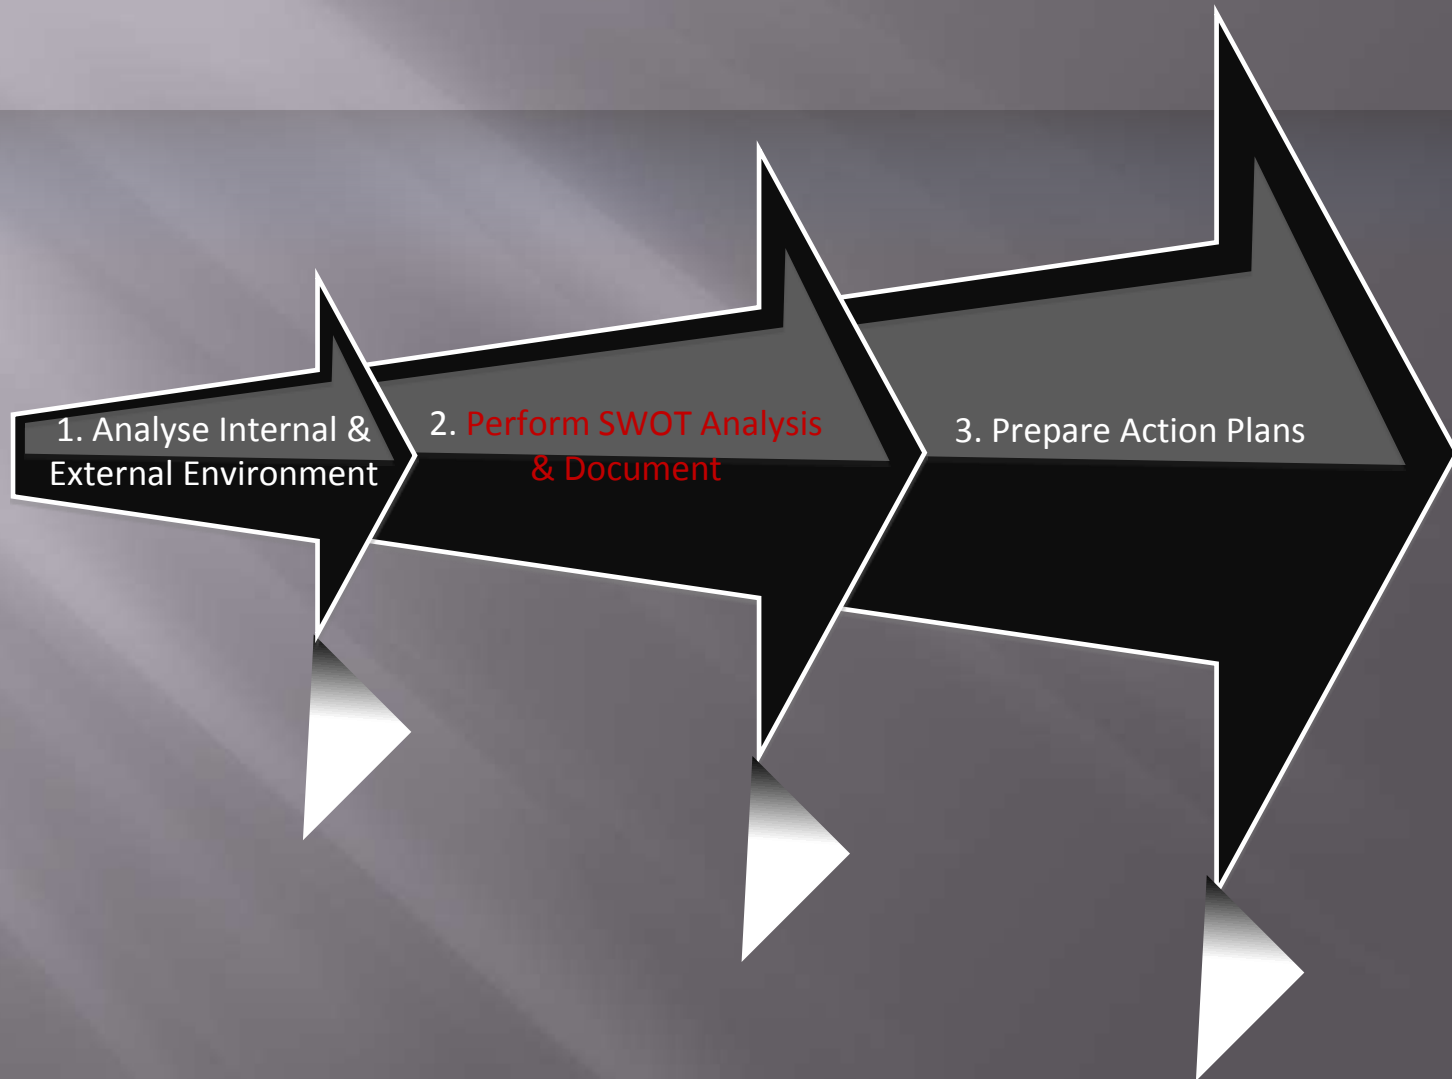 1. Analyse Internal &
External Environment
2. Perform SWOT Analysis
& Document
3. Prepare Action Plans